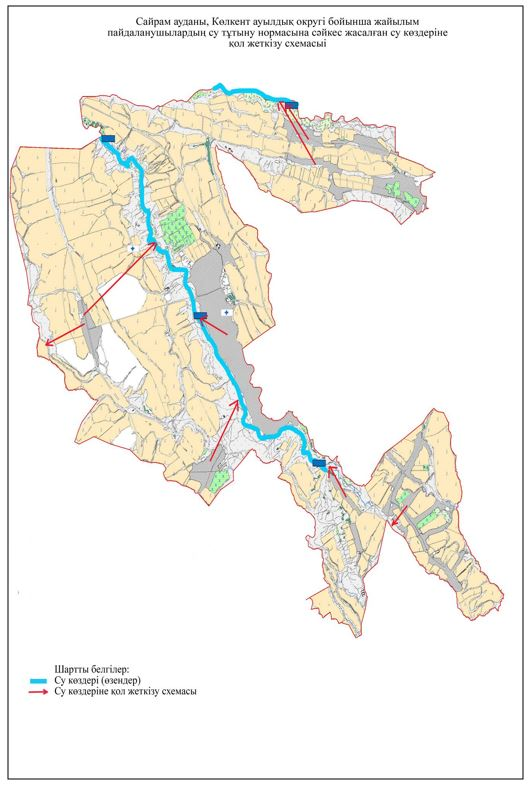 Сайрам ауданы, Көлкент ауылдық округі бойынша жайылым
пайдаланушылардың су тұтыну нормасына сәйкес жасалған су көздеріне
қол жеткізу схемасыі
Шартты белгілер:
Су көздері (өзендер)
Су көздеріне қол жеткізу схемасы